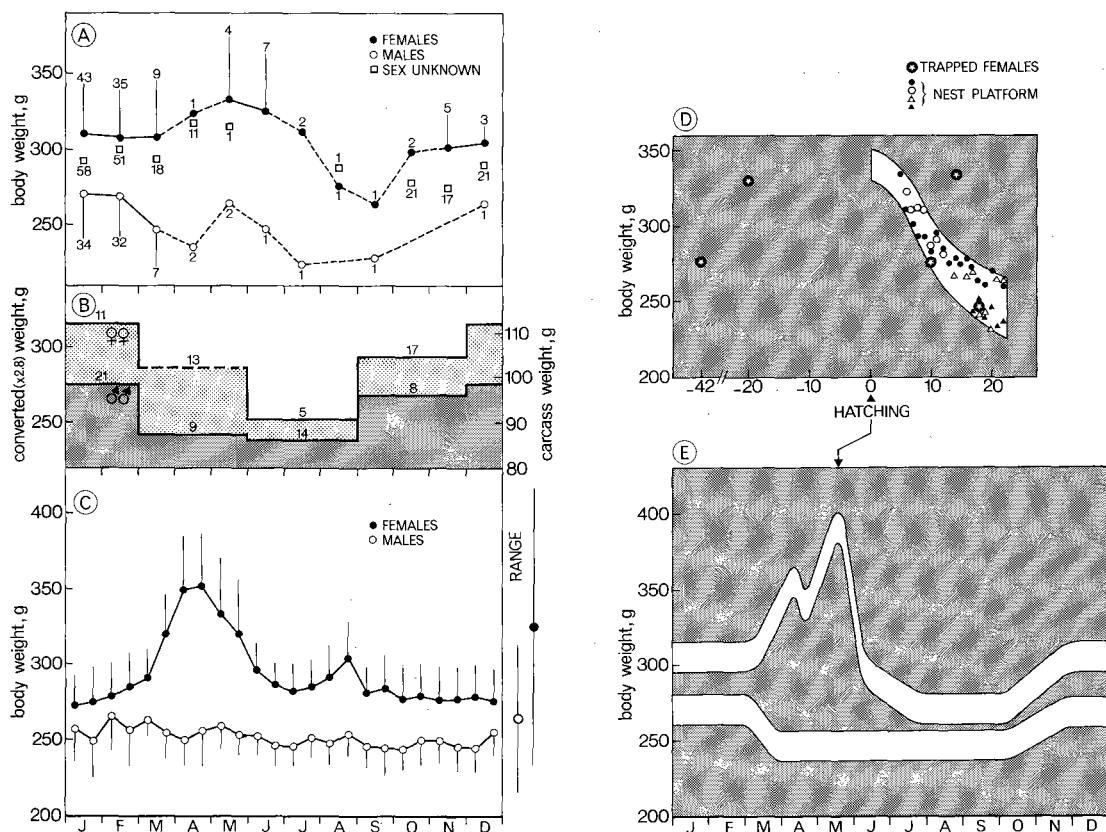 A
FEMALES
MALES
SEX UNKNOWN
body weight, g
350
300
250
43 35 9 1 4 7 2 1 1 2 5 3
58 51 18 11 1 1 21 17 21
34 32 7 2 2 1 1 1 1
J F M A M J J A S O N D
B
converted (x2.8) weight, g
300
250
carcass weight, g
110
100
90
80
11 13 5 17
21 9 14 8
♀♀
♂♂
C
FEMALES
MALES
body weight, g
400
350
300
250
200
RANGE
J F M A M J J A S O N D
TRAPPED FEMALES
NEST PLATFORM
D
body weight, g
350
300
250
200
-42 -20 -10 0 10 20
HATCHING
E
body weight, g
400
350
300
250
200
J F M A M J J A S O N D